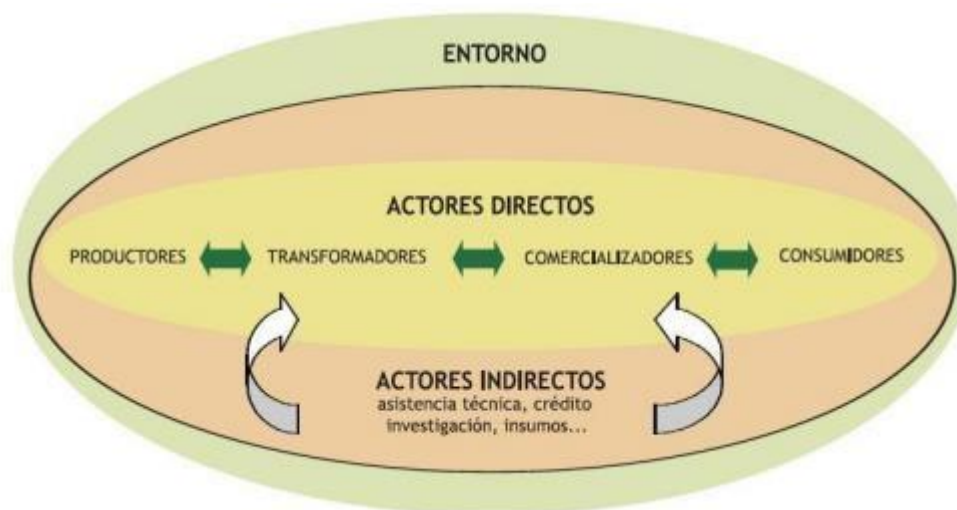 ENTORNO
ACTORES DIRECTOS
PRODUCTORES TRANSFORMADORES COMERCIALIZADORES CONSUMIDORES
ACTORES INDIRECTOS
asistencia técnica, crédito
investigación, insumos...